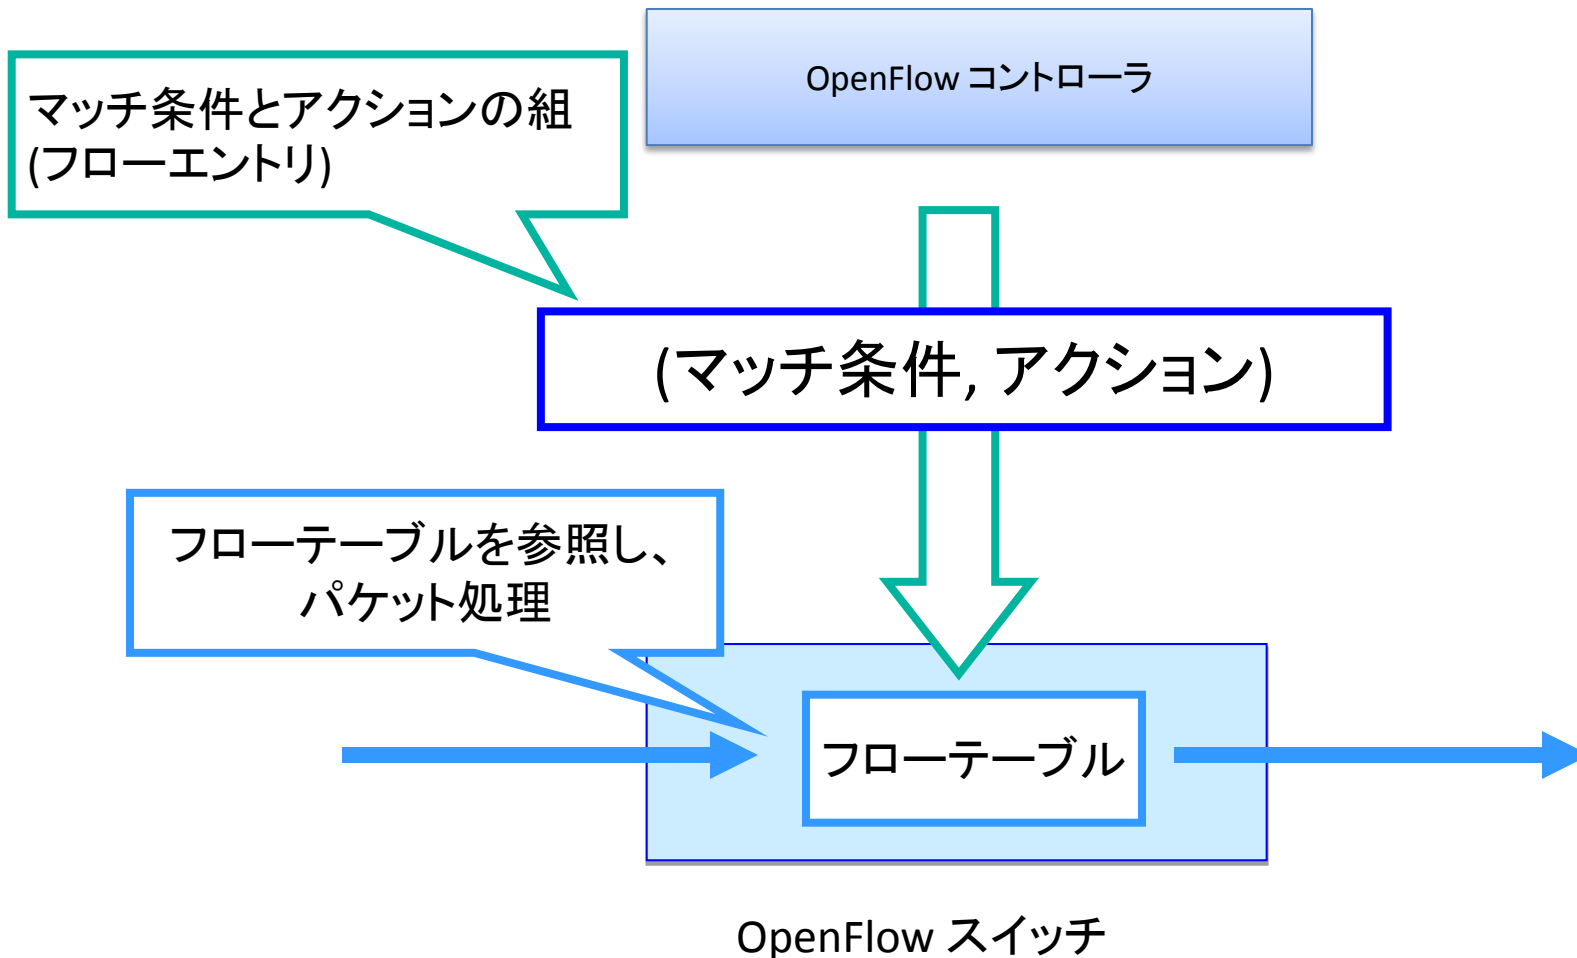 OpenFlow コントローラ
マッチ条件とアクションの組
(フローエントリ)
(マッチ条件, アクション)
フローテーブルを参照し、
パケット処理
フローテーブル
OpenFlow スイッチ